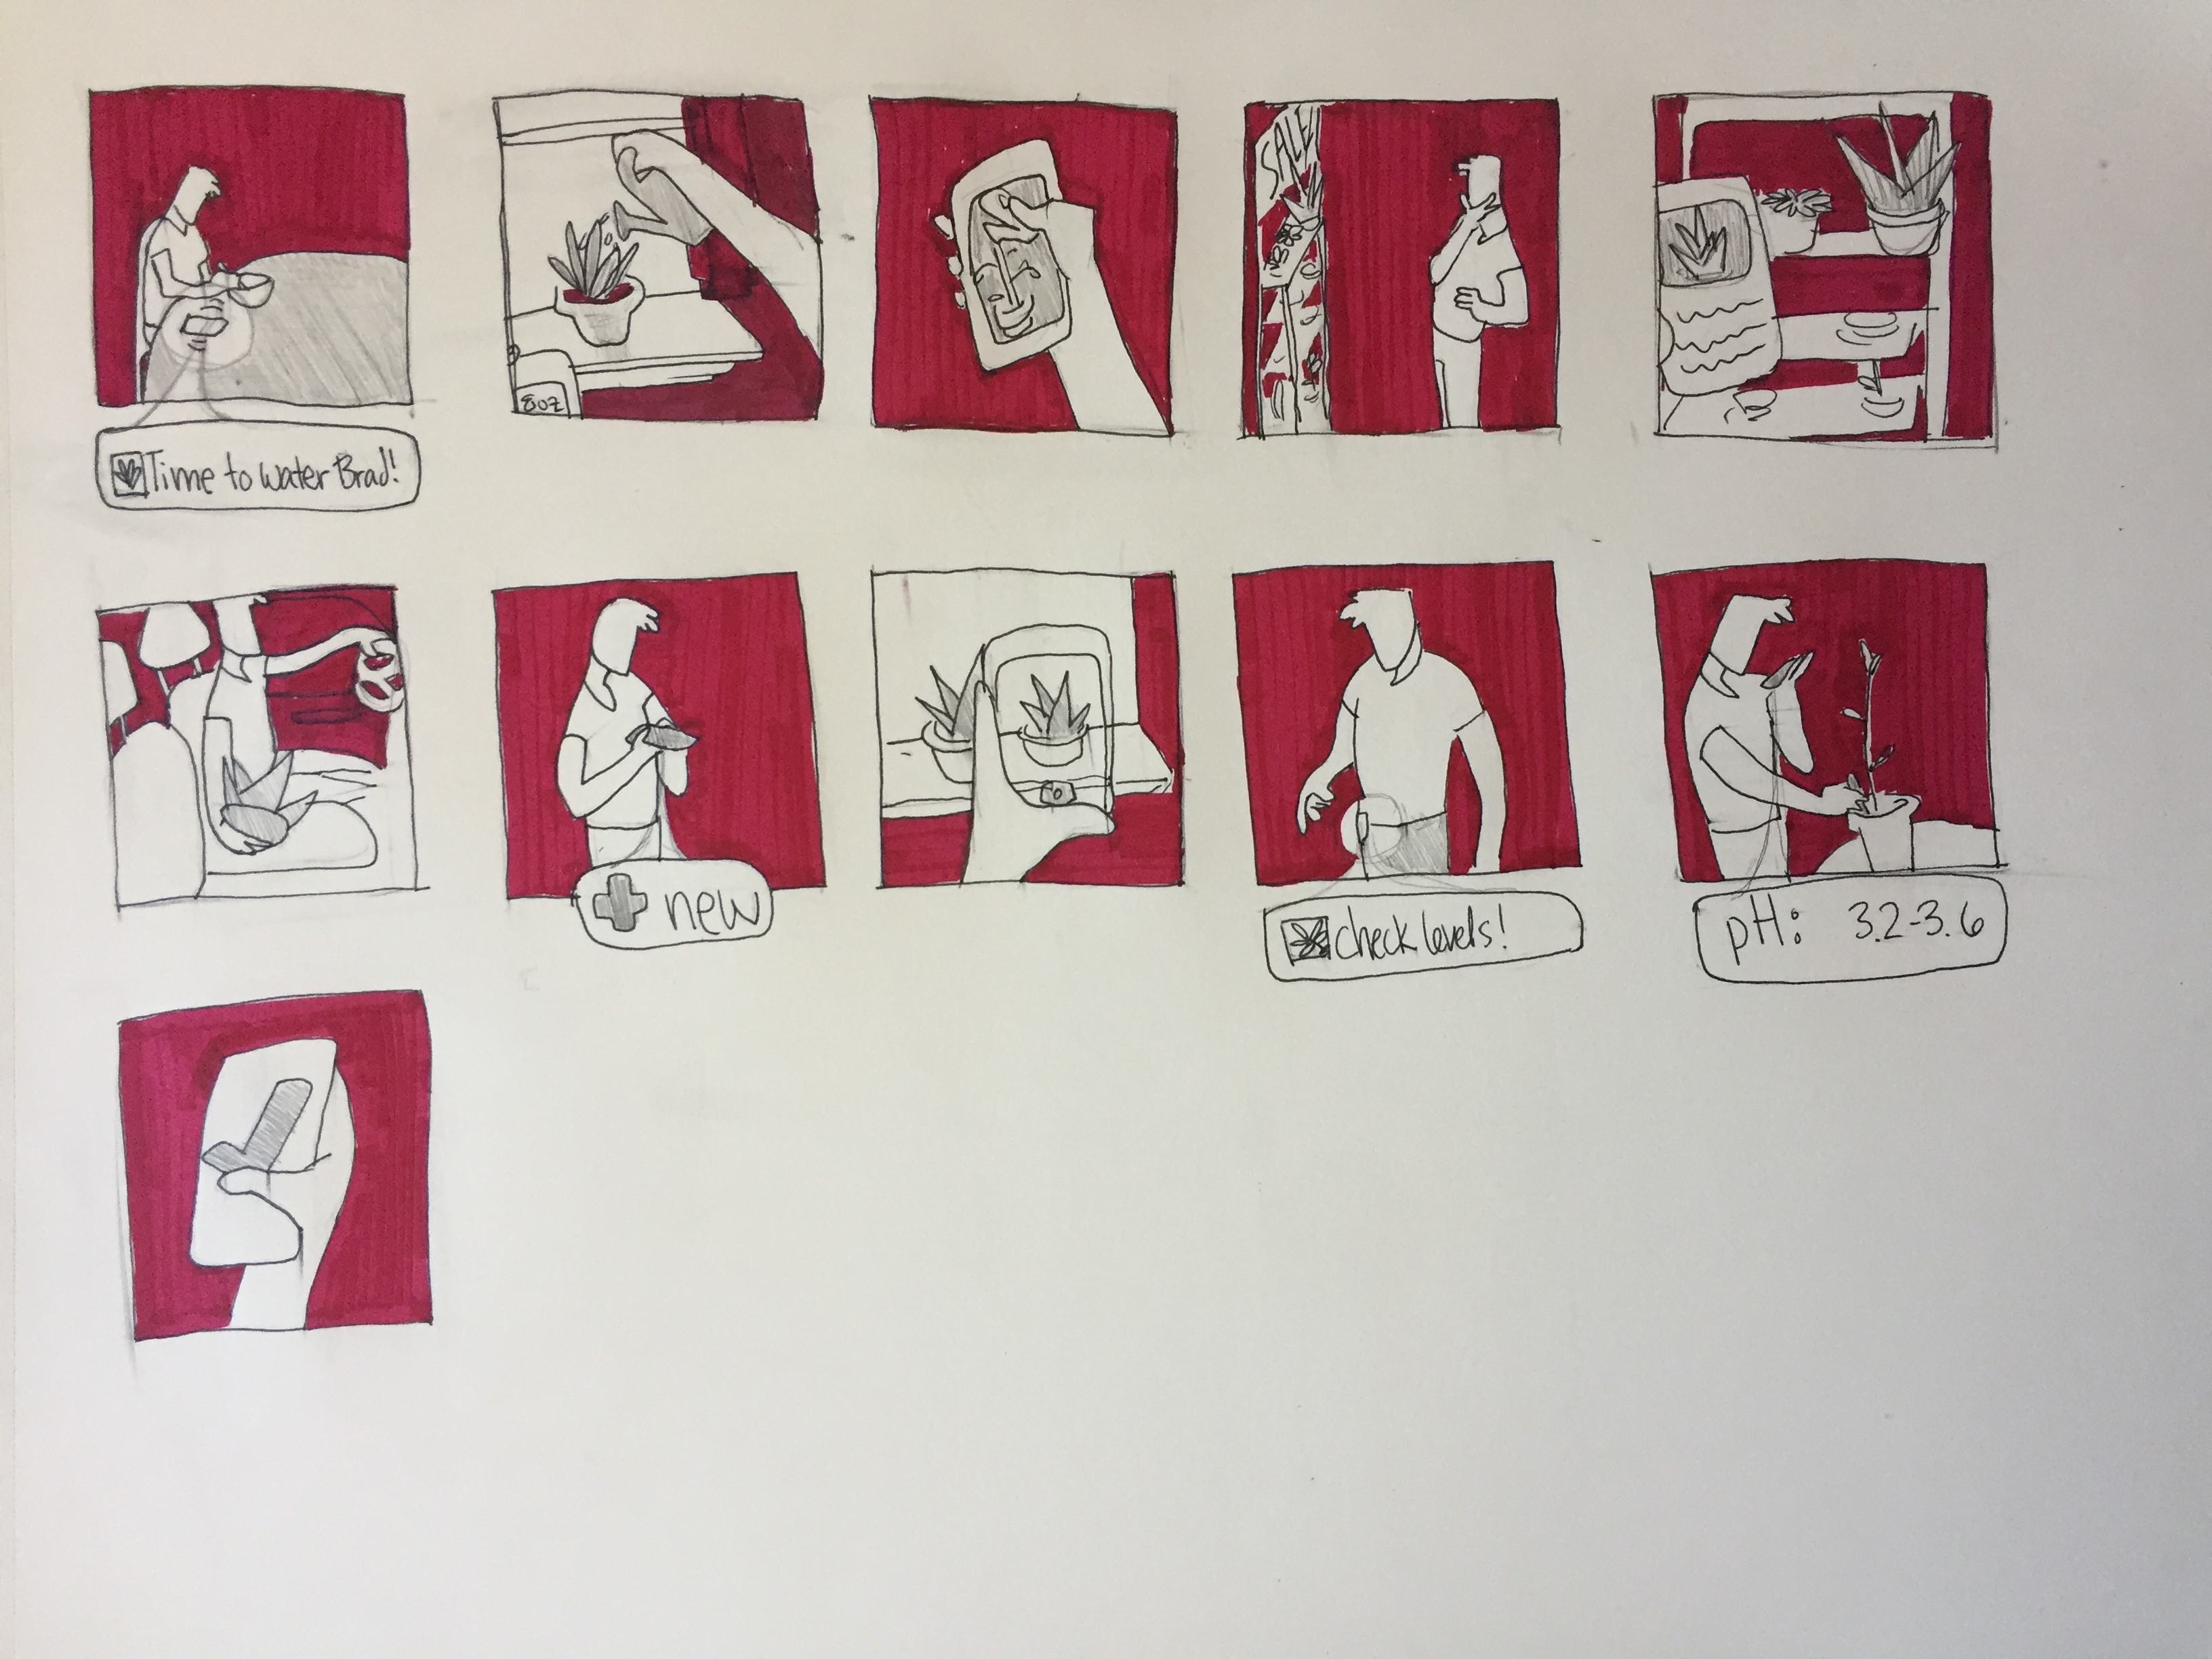 SALE
8oz
Time to water Brad!
new
check levels!
pH: 3.2-3.6